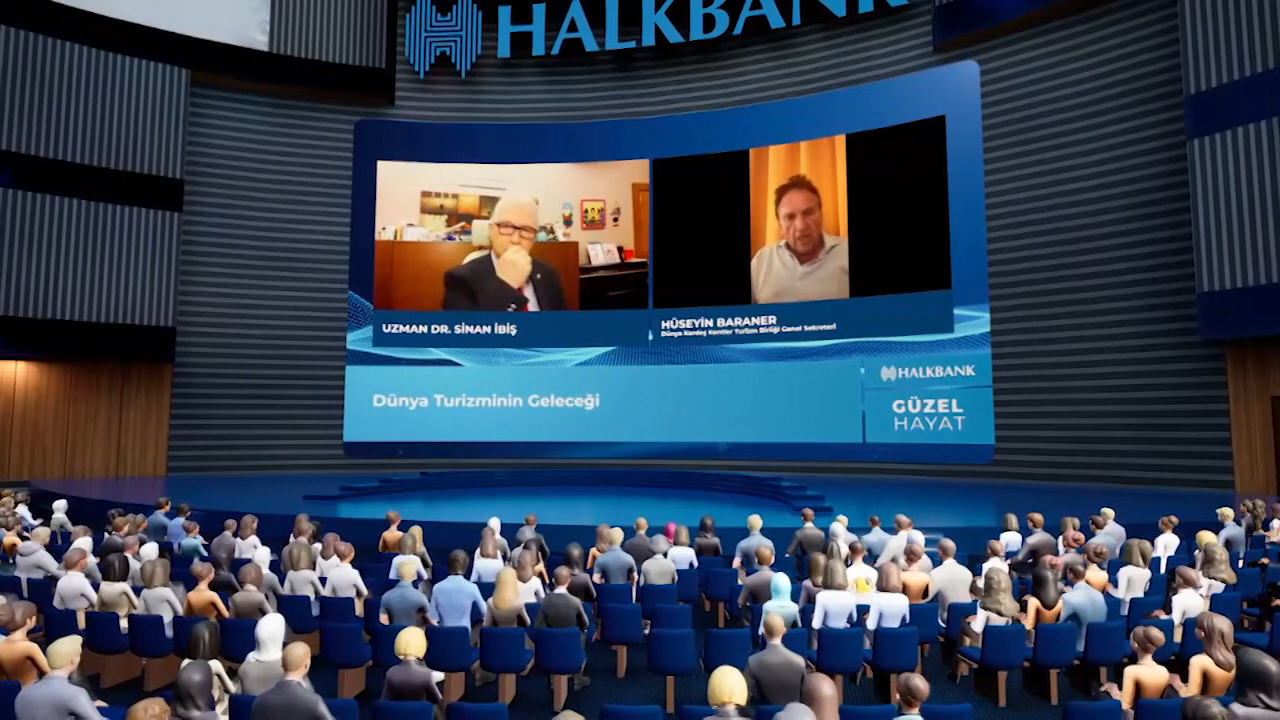 HALKBANK
UZMAN DR. SİNAN İBİŞ
HÜSEYİN BARANER
Dünya Kardeş Kentler Turizm Birliği Genel Sekreteri
Dünya Turizminin Geleceği
HALKBANK
GÜZEL
HAYAT